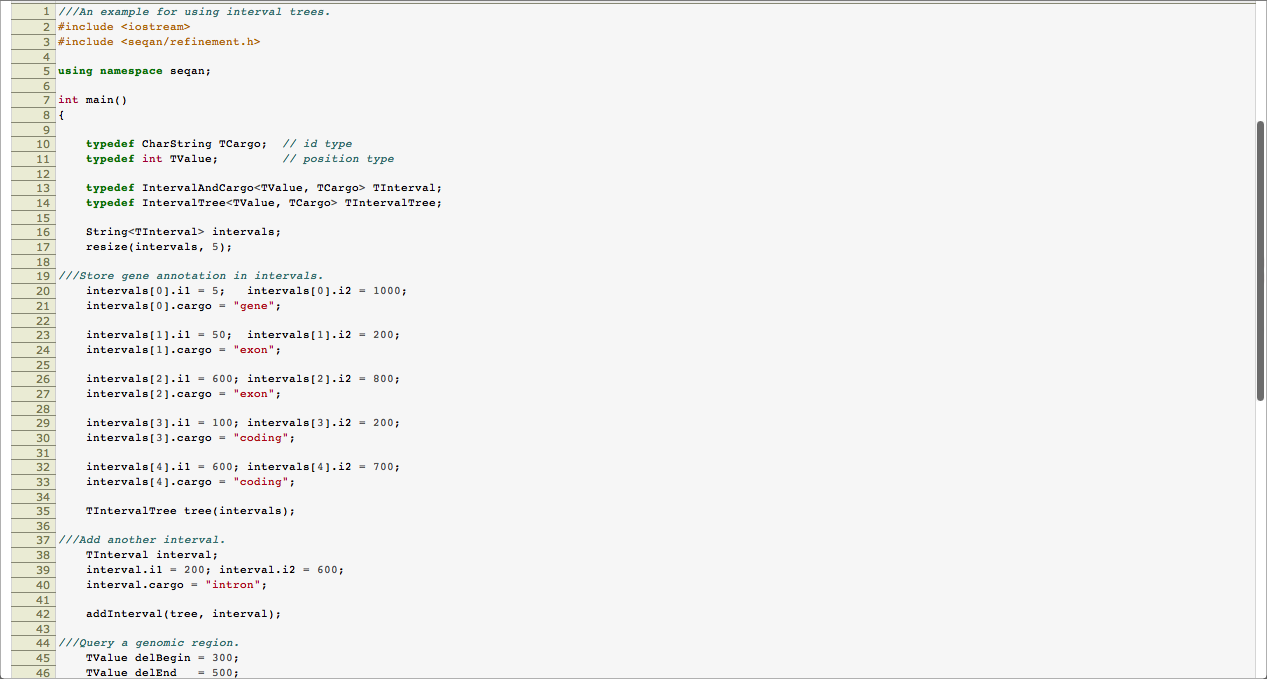 1 ///An example for using interval trees.
2 #include <iostream>
3 #include <seqan/refinement.h>
4
5 using namespace seqan;
6
7 int main()
8 {
9
10     typedef CharString TCargo;  // id type
11     typedef int TValue;         // position type
12
13     typedef IntervalAndCargo<TValue, TCargo> TInterval;
14     typedef IntervalTree<TValue, TCargo> TIntervalTree;
15
16     String<TInterval> intervals;
17     resize(intervals, 5);
18
19 ///Store gene annotation in intervals.
20     intervals[0].i1 = 5;   intervals[0].i2 = 1000;
21     intervals[0].cargo = "gene";
22
23     intervals[1].i1 = 50;  intervals[1].i2 = 200;
24     intervals[1].cargo = "exon";
25
26     intervals[2].i1 = 600; intervals[2].i2 = 800;
27     intervals[2].cargo = "exon";
28
29     intervals[3].i1 = 100; intervals[3].i2 = 200;
30     intervals[3].cargo = "coding";
31
32     intervals[4].i1 = 600; intervals[4].i2 = 700;
33     intervals[4].cargo = "coding";
34
35     TIntervalTree tree(intervals);
36
37 ///Add another interval.
38     TInterval interval;
39     interval.i1 = 200; interval.i2 = 600;
40     interval.cargo = "intron";
41
42     addInterval(tree, interval);
43
44 ///Query a genomic region.
45     TValue delBegin = 300;
46     TValue delEnd   = 500;